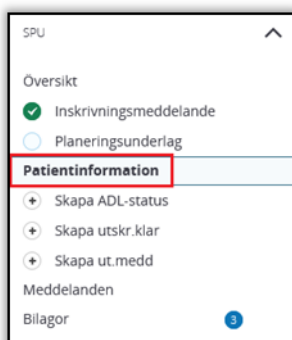 SPU
Översikt
Inskrivningsmeddelande
Planeringsunderlag
Patientinformation
Skapa ADL-status
Skapa utskr.klar
Skapa ut.medd
Meddelanden
Bilagor 3